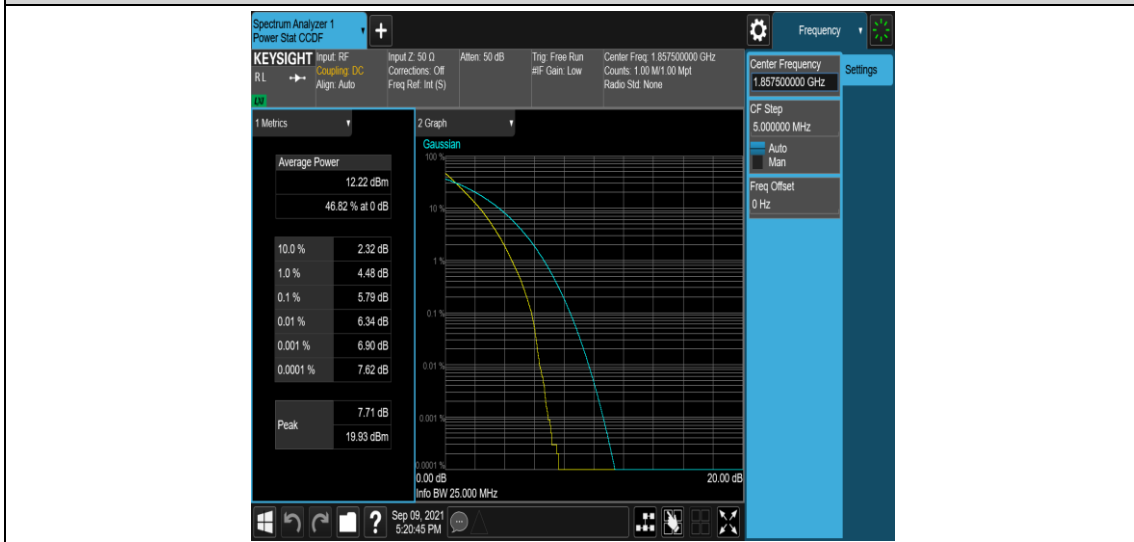 Spectrum Analyzer 1
Power Stat CCDF
+
Frequency
KEYSIGHT
RL
LXI
Input: RF
Coupling: DC
Align: Auto
Input Z: 50 Ω
Corrections: Off
Freq Ref: Int (S)
Atten: 50 dB
Trig: Free Run
#IF Gain: Low
Center Freq: 1.857500000 GHz
Counts: 1.00 M/1.00 Mpt
Radio Std: None
Center Frequency
1.857500000 GHz
Settings
CF Step
5.000000 MHz
Auto
Man
Freq Offset
0 Hz
1 Metrics
Average Power
12.22 dBm
46.82 % at 0 dB
10.0 % 2.32 dB
1.0 % 4.48 dB
0.1 % 5.79 dB
0.01 % 6.34 dB
0.001 % 6.90 dB
0.0001 % 7.62 dB
Peak 7.71 dB
19.93 dBm
2 Graph
Gaussian
100 %
10 %
1 %
0.1 %
0.01 %
0.001 %
0.0001 %
0.00 dB 20.00 dB
Info BW 25.000 MHz
?
Sep 09, 2021
5:20:45 PM